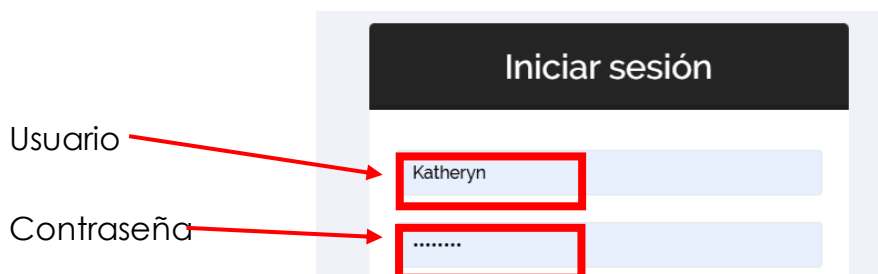 Iniciar sesión
Usuario
Katheryn
Contraseña
........